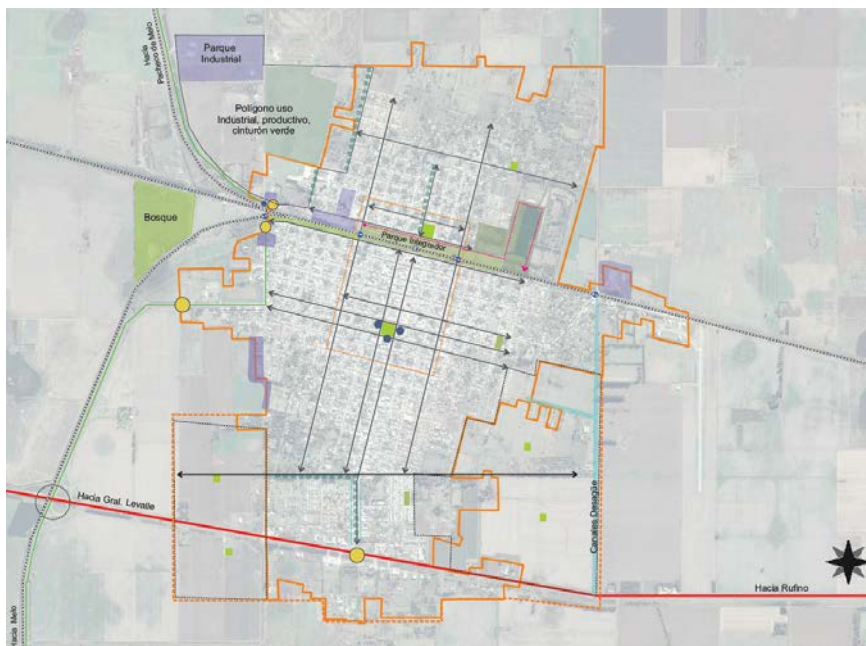 Hacia
Pacheco de Melo
Parque
Industrial
Polígono uso
Industrial, productivo,
cinturón verde
Bosque
Parque Integrador
Hacia Gral. Levalle
Canales Desagüe
Hacia Rufino
Hacia Melo